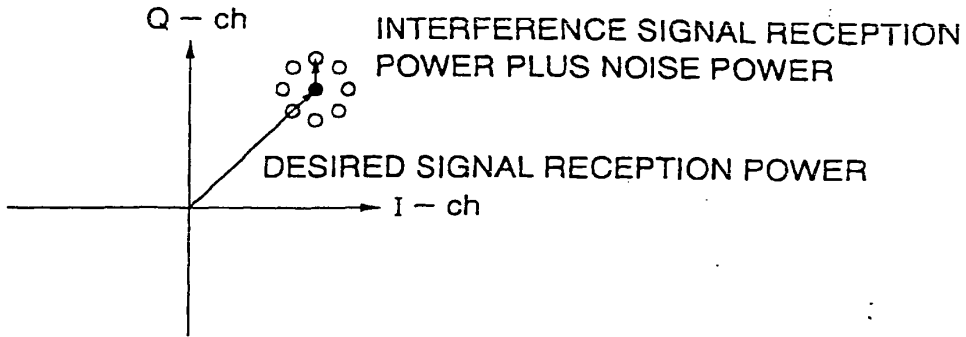 Q – ch
INTERFERENCE SIGNAL RECEPTION
POWER PLUS NOISE POWER
DESIRED SIGNAL RECEPTION POWER
I – ch